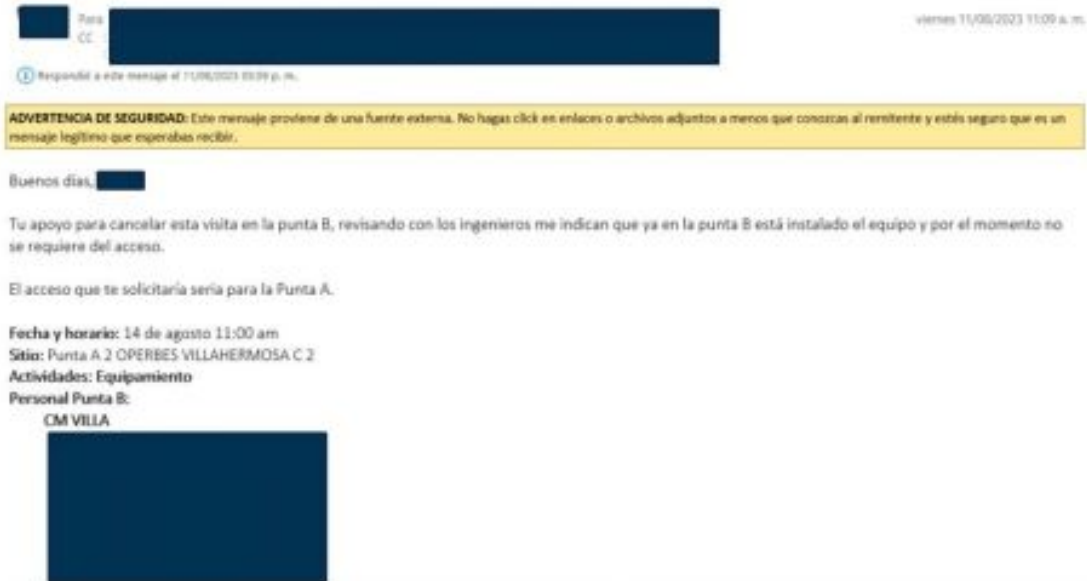 Para
viernes 11/08/2023 11:09 a. m.
CC
Respondió a este mensaje el 11/08/2023 03:09 p. m.
ADVERTENCIA DE SEGURIDAD: Este mensaje proviene de una fuente externa. No hagas click en enlaces o archivos adjuntos a menos que conozcas al remitente y estés seguro que es un
mensaje legítimo que esperabas recibir.
Buenos días,
Tu apoyo para cancelar esta visita en la punta B, revisando con los ingenieros me indican que ya en la punta B está instalado el equipo y por el momento no
se requiere del acceso.
El acceso que te solicitaría seria para la Punta A.
Fecha y horario: 14 de agosto 11:00 am
Sitio: Punta A 2 OPERBES VILLAHERMOSA C 2
Actividades: Equipamiento
Personal Punta B:
CM VILLA